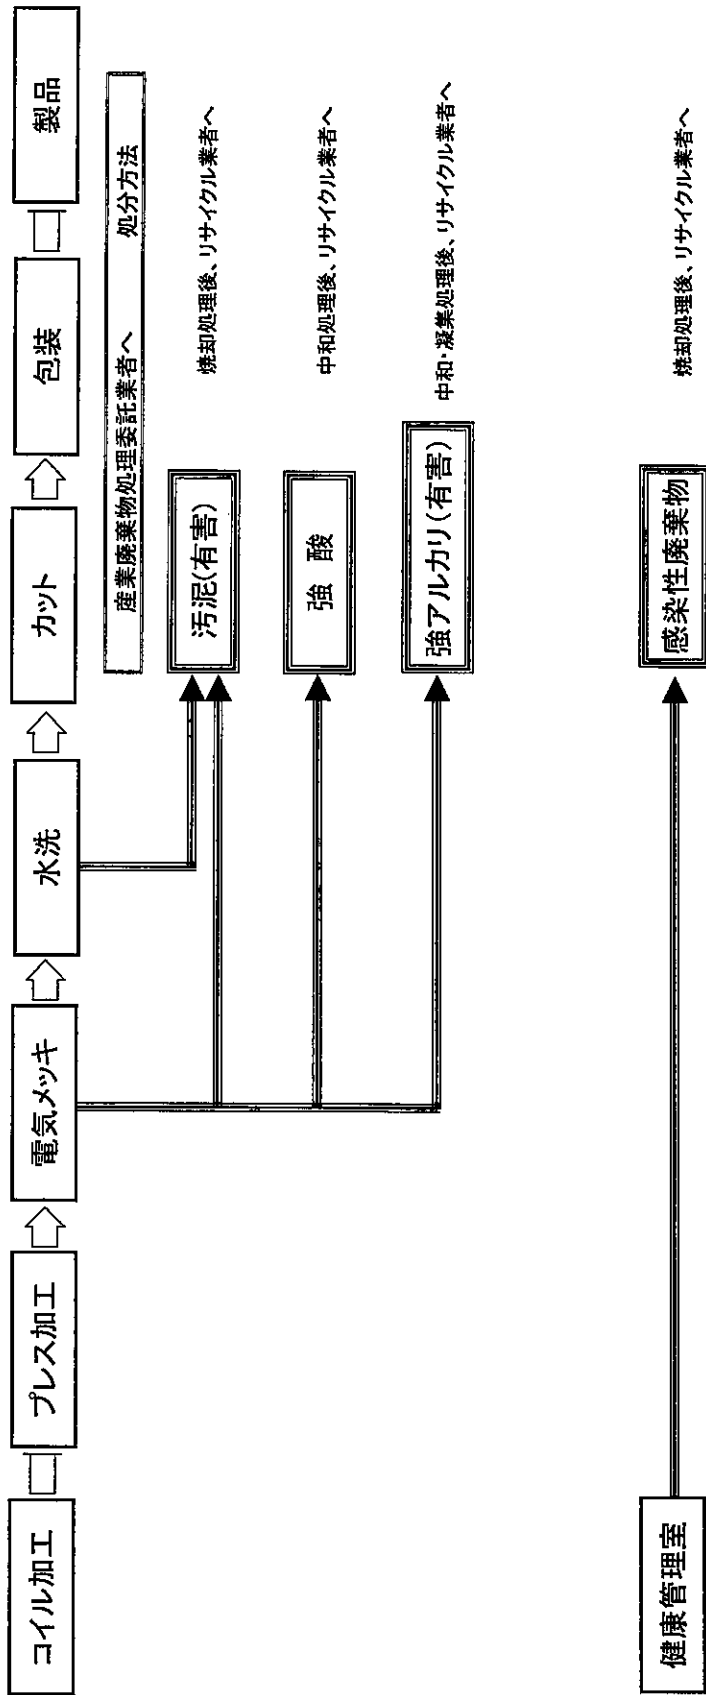 コイル加工
プレス加工
電気メッキ
水洗
カット
包装
製品
産業廃棄物処理委託業者へ 処分方法
汚泥(有害)
焼却処理後、リサイクル業者へ
強 酸
中和処理後、リサイクル業者へ
強アルカリ(有害)
中和・凝集処理後、リサイクル業者へ
健康管理室
感染性廃棄物
焼却処理後、リサイクル業者へ